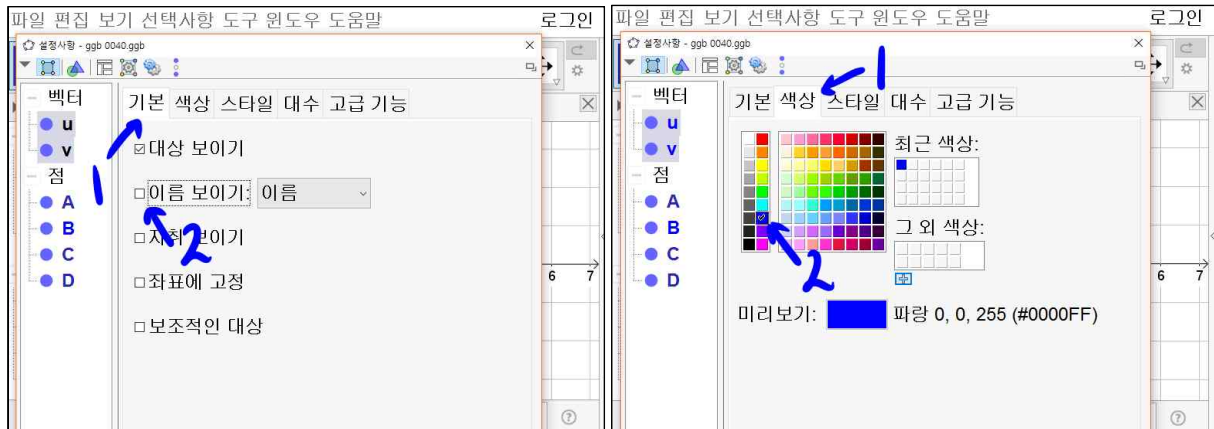 파일 편집 보기 선택사항 도구 윈도우 도움말 로그인
설정사항 - ggb 0040.ggb
벡터
u
v
점
A
B
C
D
기본 색상 스타일 대수 고급 기능
대상 보이기
이름 보이기: 이름
자취 보이기
좌표에 고정
보조적인 대상
1
2
6 7
파일 편집 보기 선택사항 도구 윈도우 도움말 로그인
설정사항 - ggb 0040.ggb
벡터
u
v
점
A
B
C
D
기본 색상 스타일 대수 고급 기능
최근 색상:
그 외 색상:
미리보기: 파랑 0, 0, 255 (#0000FF)
1
2
6 7